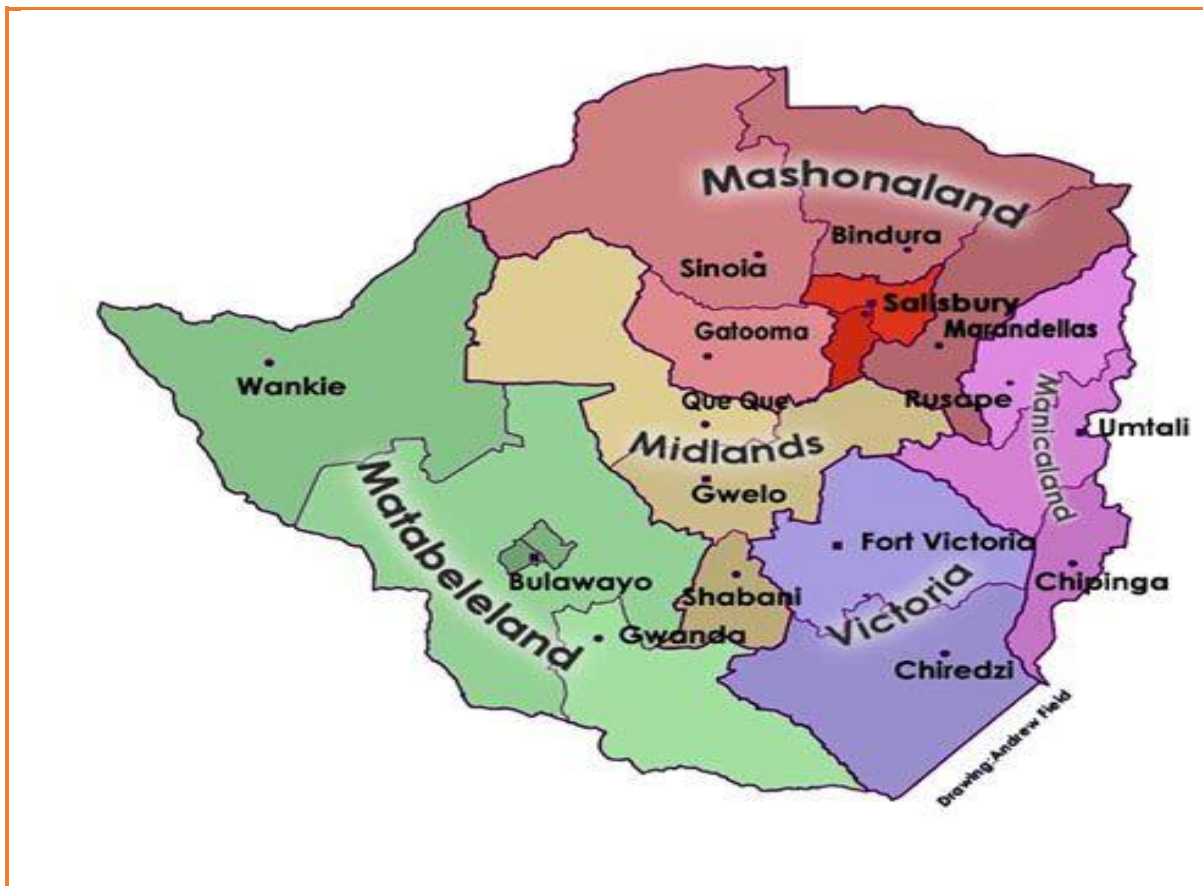 Mashonaland
Bindura
Sinoia
Salisbury
Gatooma
Marandellas
Wankie
Que Que
Rusape
Manicaland
Umtali
Midlands
Gwelo
Matabeleland
Fort Victoria
Bulawayo
Shabani
Chipinga
Victoria
Gwanda
Chiredzi
Drawing: Andrew Field